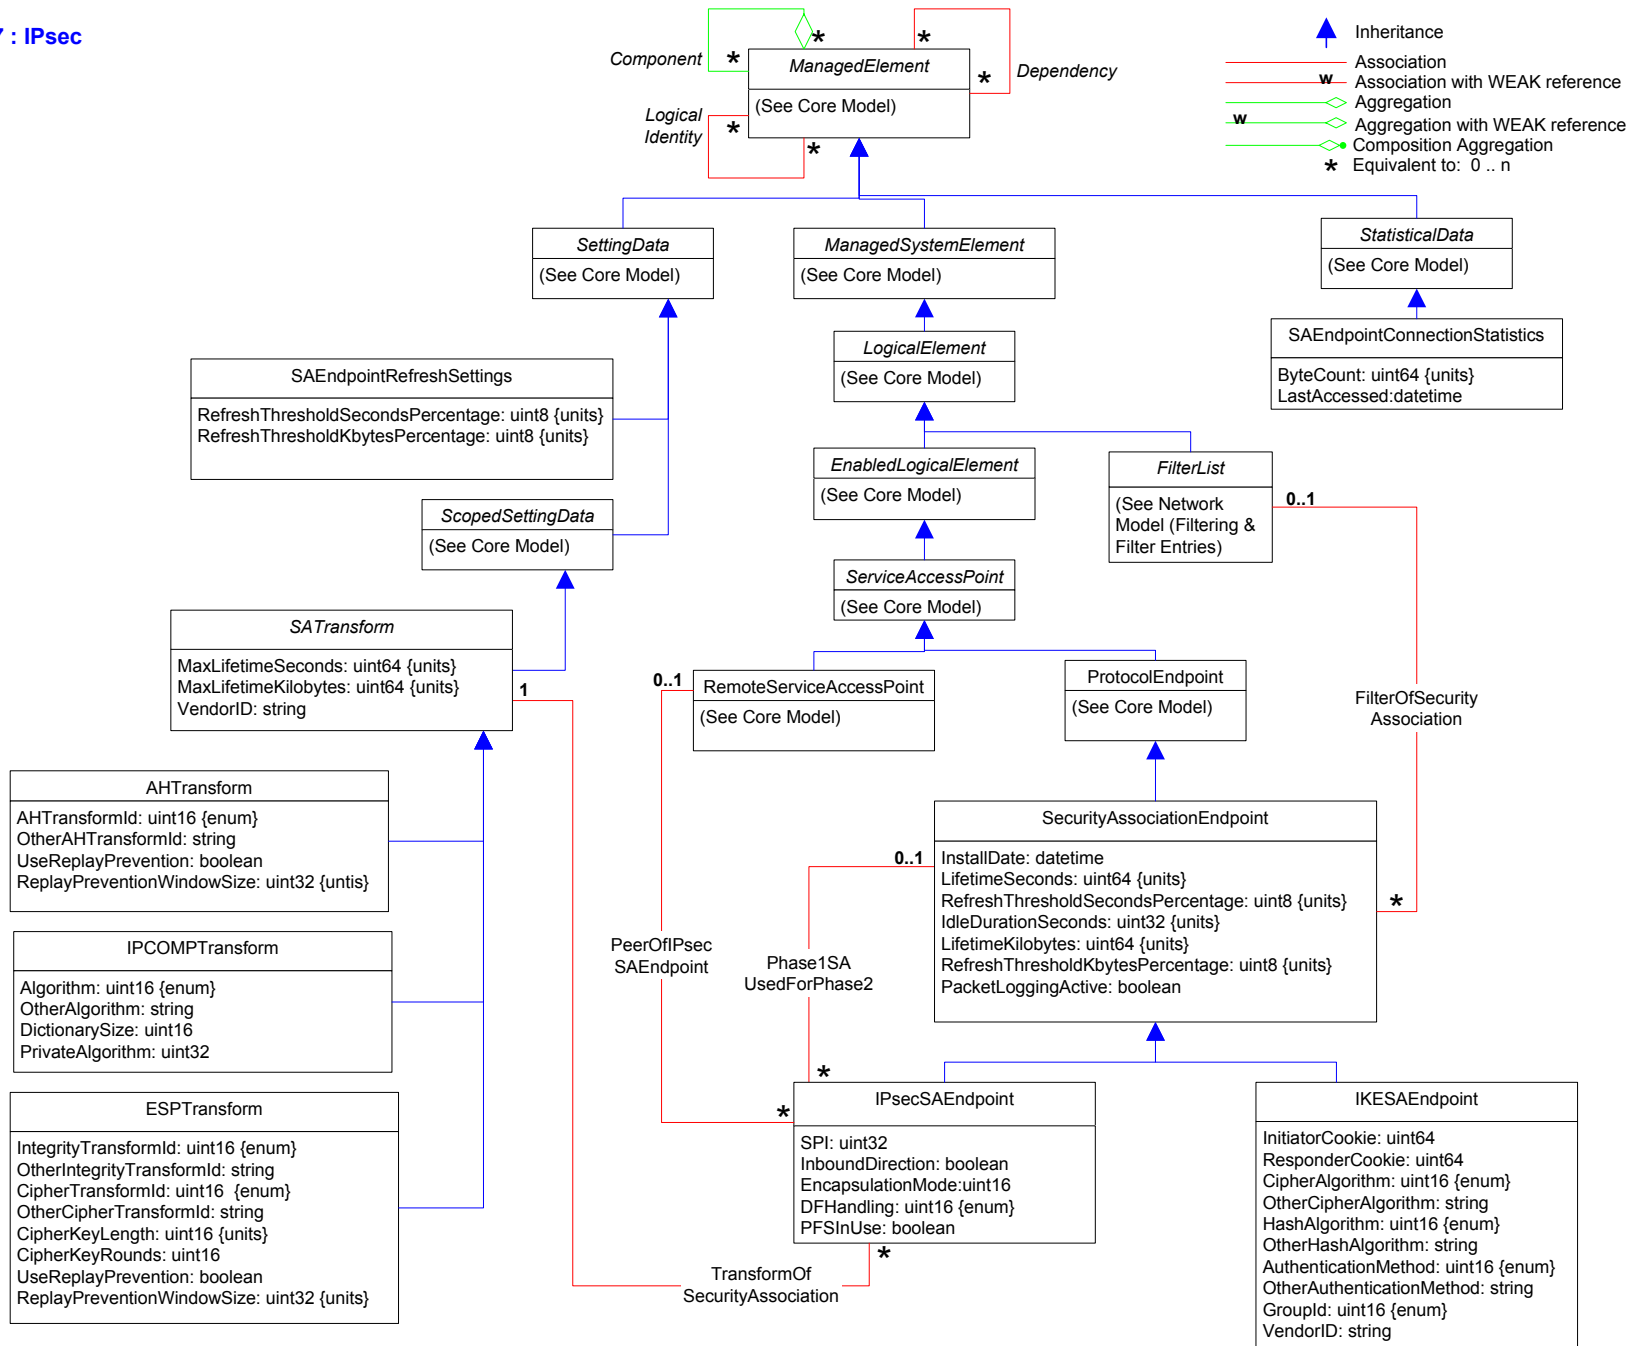 : IPsec
Component
*
*
ManagedElement
(See Core Model)
*
*
Dependency
Logical
Identity
*
*
Inheritance
Association
w
Association with WEAK reference
Aggregation
w
Aggregation with WEAK reference
Composition Aggregation
* Equivalent to: 0 .. n
SettingData
(See Core Model)
ManagedSystemElement
(See Core Model)
StatisticalData
(See Core Model)
SAEndpointConnectionStatistics
ByteCount: uint64 {units}
LastAccessed:datetime
LogicalElement
(See Core Model)
SAEndpointRefreshSettings
RefreshThresholdSecondsPercentage: uint8 {units}
RefreshThresholdKbytesPercentage: uint8 {units}
EnabledLogicalElement
(See Core Model)
FilterList
(See Network
Model (Filtering &
Filter Entries)
0..1
ScopedSettingData
(See Core Model)
ServiceAccessPoint
(See Core Model)
SATransform
MaxLifetimeSeconds: uint64 {units}
MaxLifetimeKilobytes: uint64 {units}
VendorID: string
1
0..1
RemoteServiceAccessPoint
(See Core Model)
ProtocolEndpoint
(See Core Model)
FilterOfSecurity
Association
AHTransform
AHTransformId: uint16 {enum}
OtherAHTransformId: string
UseReplayPrevention: boolean
ReplayPreventionWindowSize: uint32 {untis}
0..1
SecurityAssociationEndpoint
InstallDate: datetime
LifetimeSeconds: uint64 {units}
RefreshThresholdSecondsPercentage: uint8 {units}
IdleDurationSeconds: uint32 {units}
LifetimeKilobytes: uint64 {units}
RefreshThresholdKbytesPercentage: uint8 {units}
PacketLoggingActive: boolean
*
IPCOMPTransform
Algorithm: uint16 {enum}
OtherAlgorithm: string
DictionarySize: uint16
PrivateAlgorithm: uint32
PeerOfIPsec
SAEndpoint
Phase1SA
UsedForPhase2
*
*
ESPTransform
IntegrityTransformId: uint16 {enum}
OtherIntegrityTransformId: string
CipherTransformId: uint16 {enum}
OtherCipherTransformId: string
CipherKeyLength: uint16 {units}
CipherKeyRounds: uint16
UseReplayPrevention: boolean
ReplayPreventionWindowSize: uint32 {units}
IPsecSAEndpoint
SPI: uint32
InboundDirection: boolean
EncapsulationMode:uint16
DFHandling: uint16 {enum}
PFSInUse: boolean
*
TransformOf
SecurityAssociation
IKESAEndpoint
InitiatorCookie: uint64
ResponderCookie: uint64
CipherAlgorithm: uint16 {enum}
OtherCipherAlgorithm: string
HashAlgorithm: uint16 {enum}
OtherHashAlgorithm: string
AuthenticationMethod: uint16 {enum}
OtherAuthenticationMethod: string
GroupId: uint16 {enum}
VendorID: string